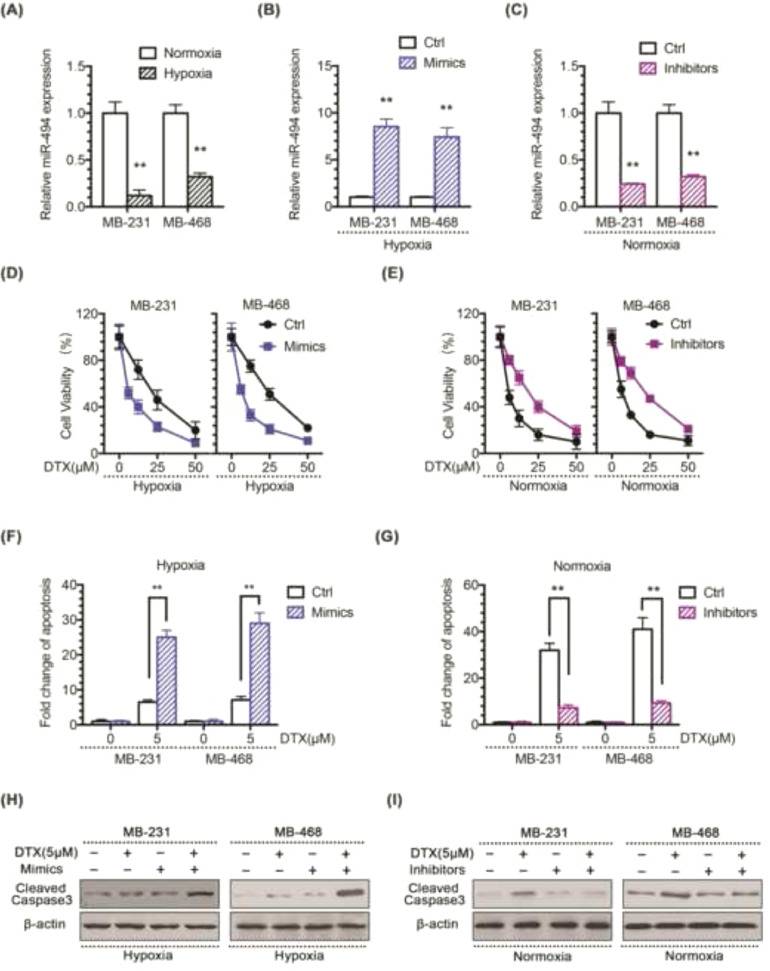 (A)
Normoxia
Hypoxia
Relative miR-494 expression
1.5
1.0
0.5
0.0
**
**
MB-231 MB-468
(B)
Ctrl
Mimics
Relative miR-494 expression
15
10
5
0
**
**
MB-231 MB-468
Hypoxia
(C)
Ctrl
Inhibitors
Relative miR-494 expression
1.5
1.0
0.5
0.0
**
**
MB-231 MB-468
Normoxia
(D)
MB-231 MB-468
Ctrl
Mimics
Cell Viability (%)
120
80
40
0
DTX(μM) 0 25 50 0 25 50
Hypoxia Hypoxia
(E)
MB-231 MB-468
Ctrl
Inhibitors
Cell Viability (%)
120
80
40
0
DTX(μM) 0 25 50 0 25 50
Normoxia Normoxia
(F)
Hypoxia
Ctrl
Mimics
Fold change of apoptosis
40
30
20
10
0
** **
0 5 0 5 DTX(μM)
MB-231 MB-468
(G)
Normoxia
Ctrl
Inhibitors
Fold change of apoptosis
60
40
20
0
** **
0 5 0 5 DTX(μM)
MB-231 MB-468
(H)
MB-231 MB-468
DTX(5μM) − + − + − + − +
Mimics − − + + − − + +
Cleaved
Caspase3
β-actin
Hypoxia Hypoxia
(I)
MB-231 MB-468
DTX(5μM) − + − + − + − +
Inhibitors − − + + − − + +
Cleaved
Caspase3
β-actin
Normoxia Normoxia